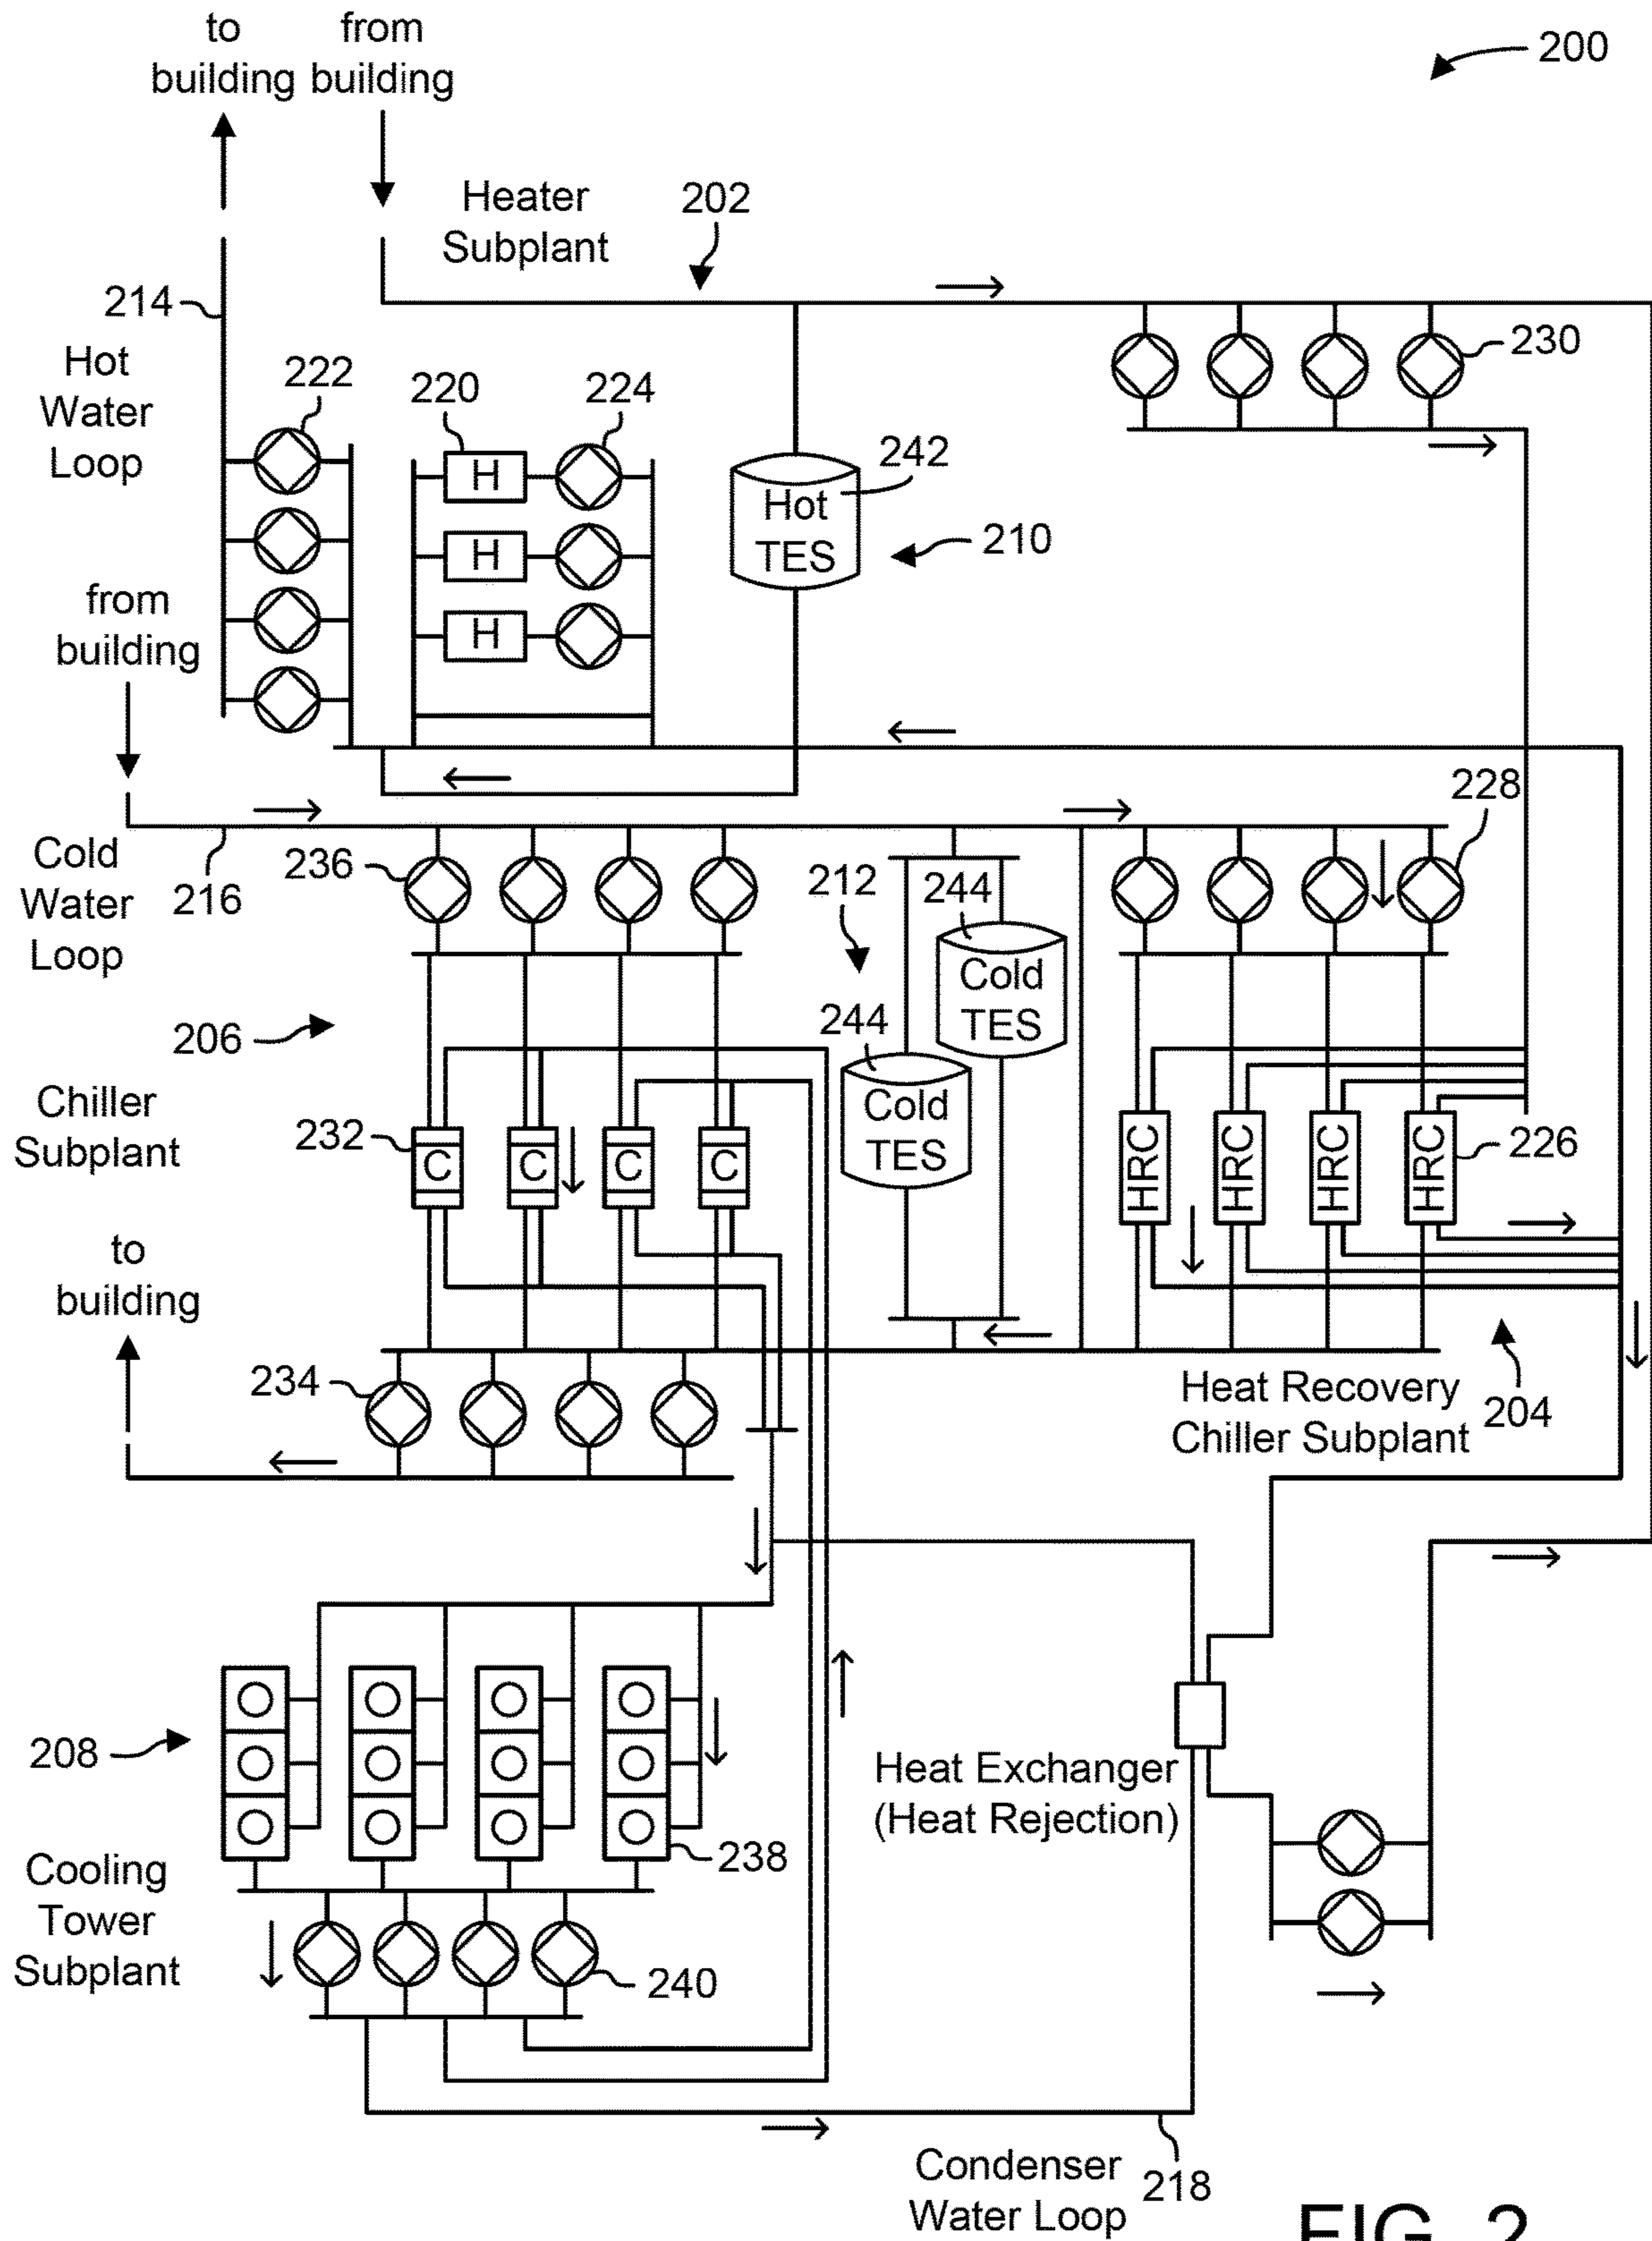 to
building
from
building
200
Heater
Subplant
202
214
Hot
Water
Loop
222
220
224
230
H
H
H
Hot
TES
242
210
from
building
228
Cold
Water
Loop
216
236
212
244
Cold
TES
244
Cold
TES
206
Chiller
Subplant
232
C
C
C
C
HRC
HRC
HRC
HRC
226
to
building
234
Heat Recovery
Chiller Subplant
204
208
Heat Exchanger
(Heat Rejection)
238
Cooling
Tower
Subplant
240
Condenser
Water Loop
218
FIG. 2